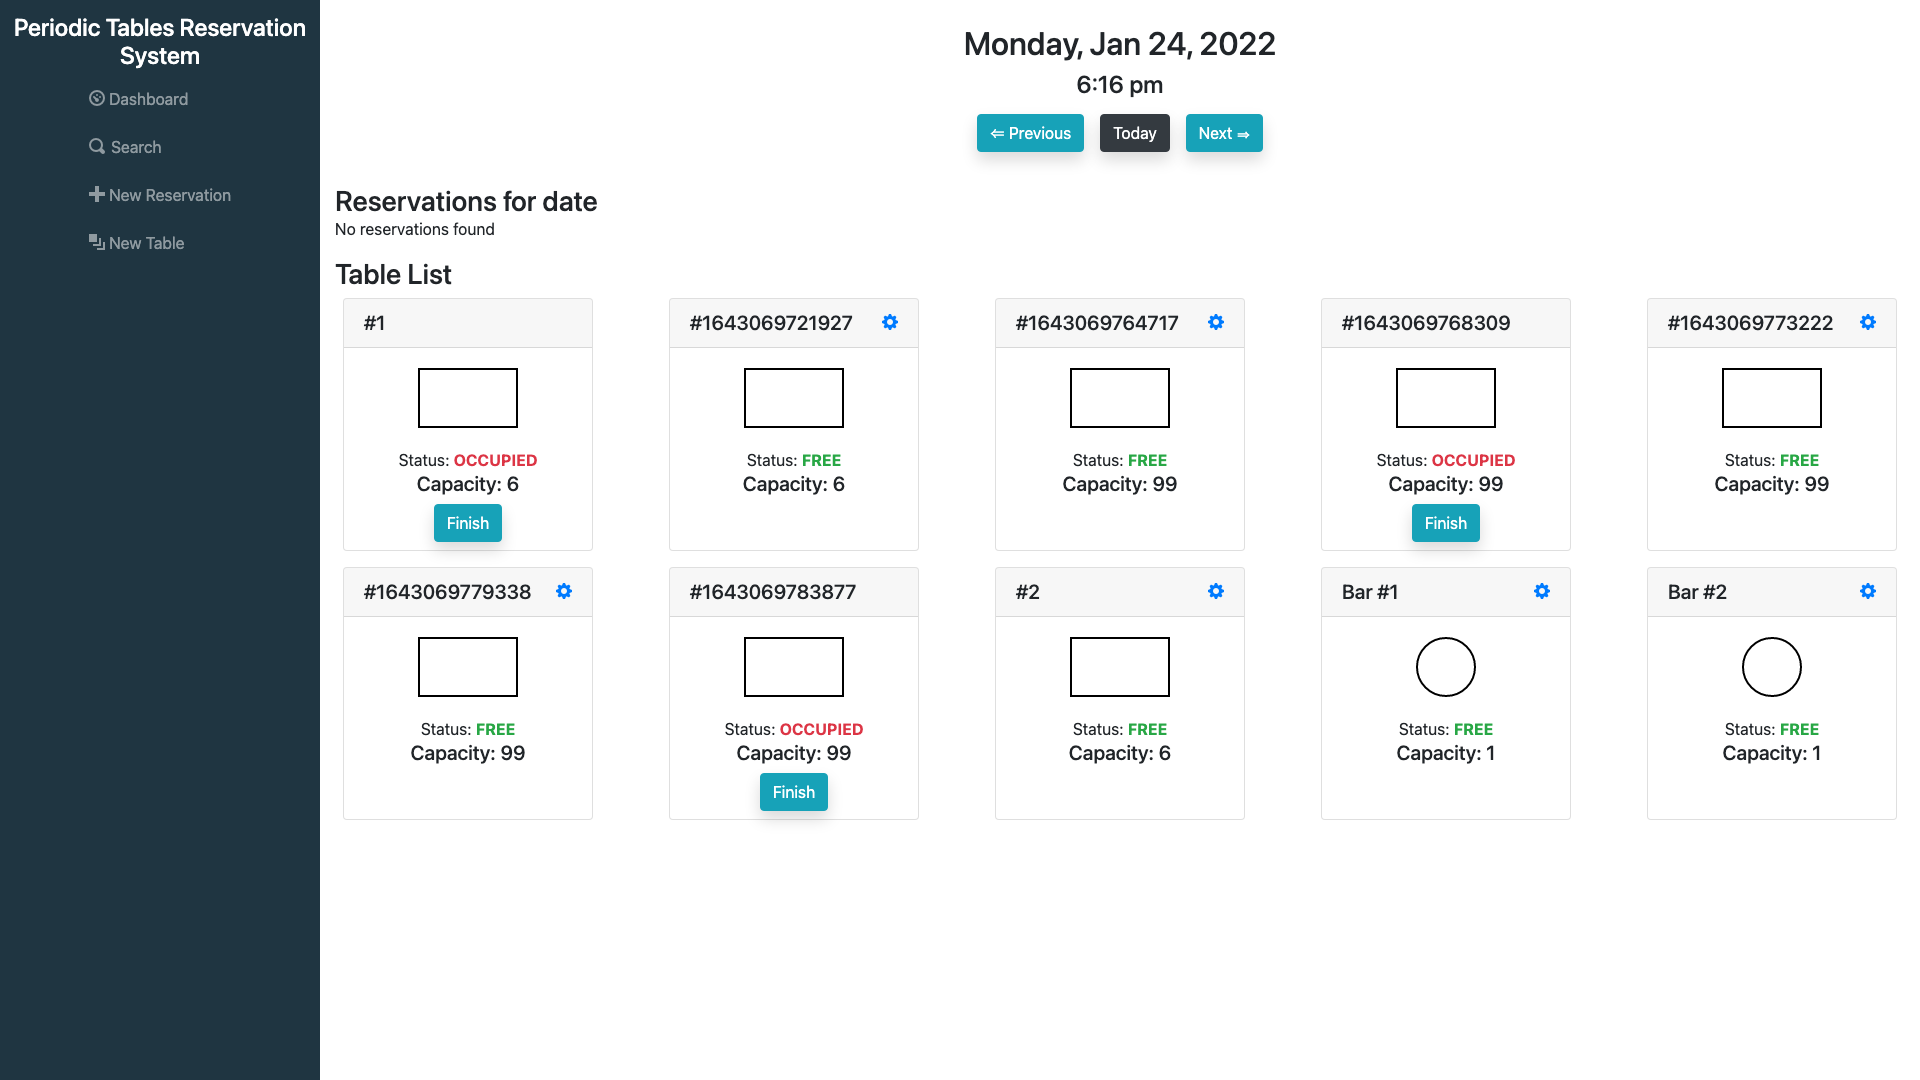 Periodic Tables Reservation
System
Dashboard
Search
New Reservation
New Table
Monday, Jan 24, 2022
6:16 pm
⇐ Previous
Today
Next ⇒
Reservations for date
No reservations found
Table List
#1
Status: OCCUPIED
Capacity: 6
Finish
#1643069721927
Status: FREE
Capacity: 6
#1643069764717
Status: FREE
Capacity: 99
#1643069768309
Status: OCCUPIED
Capacity: 99
Finish
#1643069773222
Status: FREE
Capacity: 99
#1643069779338
Status: FREE
Capacity: 99
#1643069783877
Status: OCCUPIED
Capacity: 99
Finish
#2
Status: FREE
Capacity: 6
Bar #1
Status: FREE
Capacity: 1
Bar #2
Status: FREE
Capacity: 1